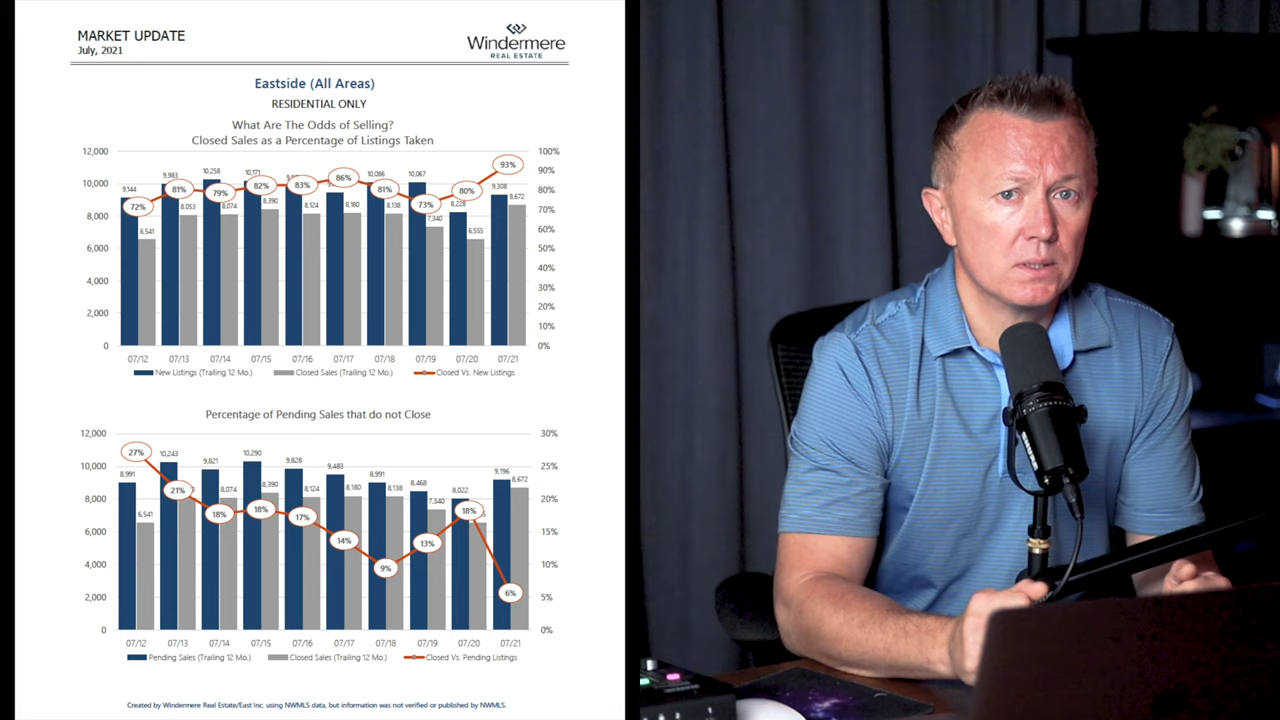 MARKET UPDATE
July, 2021
Windermere
REAL ESTATE
Eastside (All Areas)
RESIDENTIAL ONLY
What Are The Odds of Selling?
Closed Sales as a Percentage of Listings Taken
12,000
10,000
8,000
6,000
4,000
2,000
0
100%
90%
80%
70%
60%
50%
40%
30%
20%
10%
0%
9,144 9,983 10,258 10,171 10,086 10,067 8,228 9,308
72% 81% 79% 82% 83% 86% 81% 73% 80% 93%
6,541 8,053 8,074 8,390 8,124 8,180 8,138 7,340 6,555 8,672
07/12 07/13 07/14 07/15 07/16 07/17 07/18 07/19 07/20 07/21
New Listings (Trailing 12 Mo.) Closed Sales (Trailing 12 Mo.) Closed Vs. New Listings
Percentage of Pending Sales that do not Close
12,000
10,000
8,000
6,000
4,000
2,000
0
30%
25%
20%
15%
10%
5%
0%
8,991 10,243 9,821 10,290 9,828 9,483 8,991 8,468 8,022 9,196
27% 21% 18% 18% 17% 14% 9% 13% 18% 6%
6,541 8,074 8,390 8,124 8,180 8,138 7,340 8,672
07/12 07/13 07/14 07/15 07/16 07/17 07/18 07/19 07/20 07/21
Pending Sales (Trailing 12 Mo.) Closed Sales (Trailing 12 Mo.) Closed Vs. Pending Listings
Created by Windermere Real Estate/East Inc. using NWMLS data, but information was not verified or published by NWMLS.